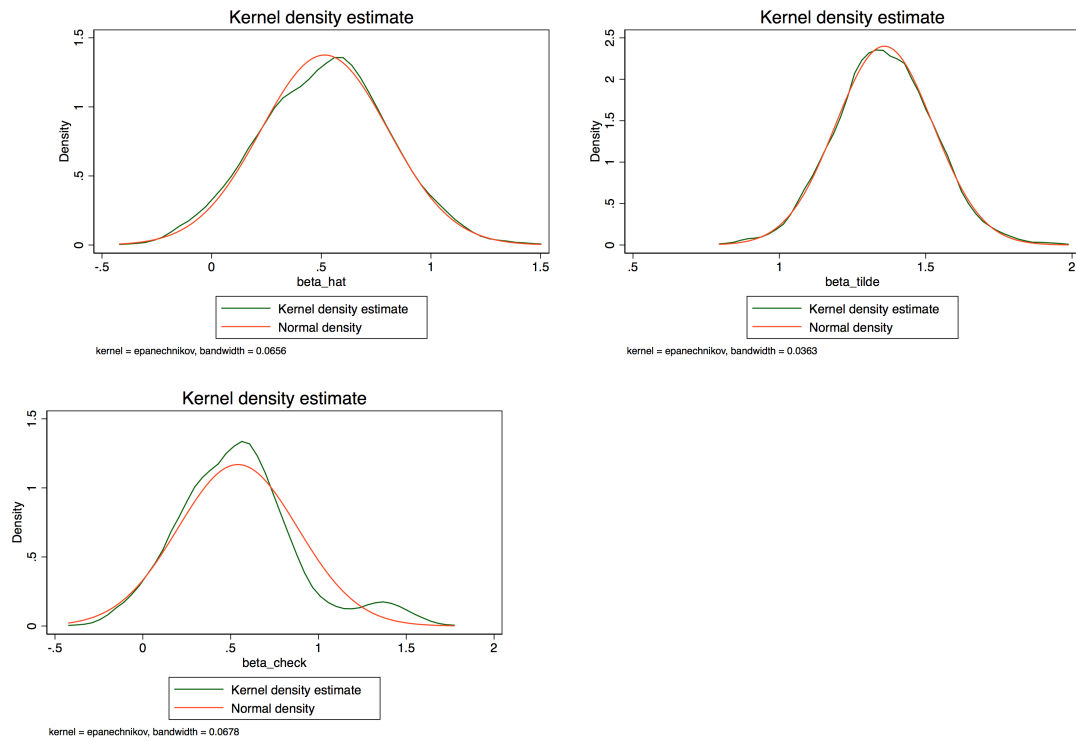 Kernel density estimate
Density
0
.5
1
1.5
-.5 0 .5 1 1.5
beta_hat
Kernel density estimate
Normal density
kernel = epanechnikov, bandwidth = 0.0656
Kernel density estimate
Density
0
.5
1
1.5
2
2.5
.5 1 1.5 2
beta_tilde
Kernel density estimate
Normal density
kernel = epanechnikov, bandwidth = 0.0363
Kernel density estimate
Density
0
.5
1
1.5
-.5 0 .5 1 1.5 2
beta_check
Kernel density estimate
Normal density
kernel = epanechnikov, bandwidth = 0.0678